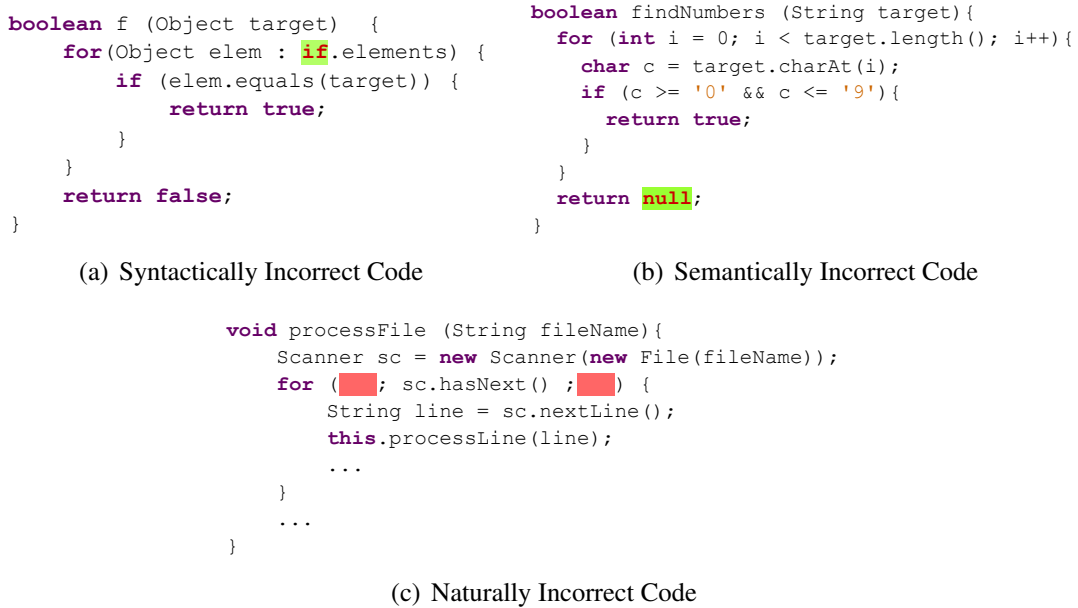 boolean f (Object target)  {
    for(Object elem : if.elements) {
        if (elem.equals(target)) {
            return true;
        }
    }
    return false;
}
(a) Syntactically Incorrect Code
boolean findNumbers (String target){
  for (int i = 0; i < target.length(); i++){
    char c = target.charAt(i);
    if (c >= '0' && c <= '9'){
      return true;
    }
  }
  return null;
}
(b) Semantically Incorrect Code
void processFile (String fileName){
    Scanner sc = new Scanner(new File(fileName));
    for (   ; sc.hasNext() ;   ) {
        String line = sc.nextLine();
        this.processLine(line);
        ...
    }
    ...
}
(c) Naturally Incorrect Code